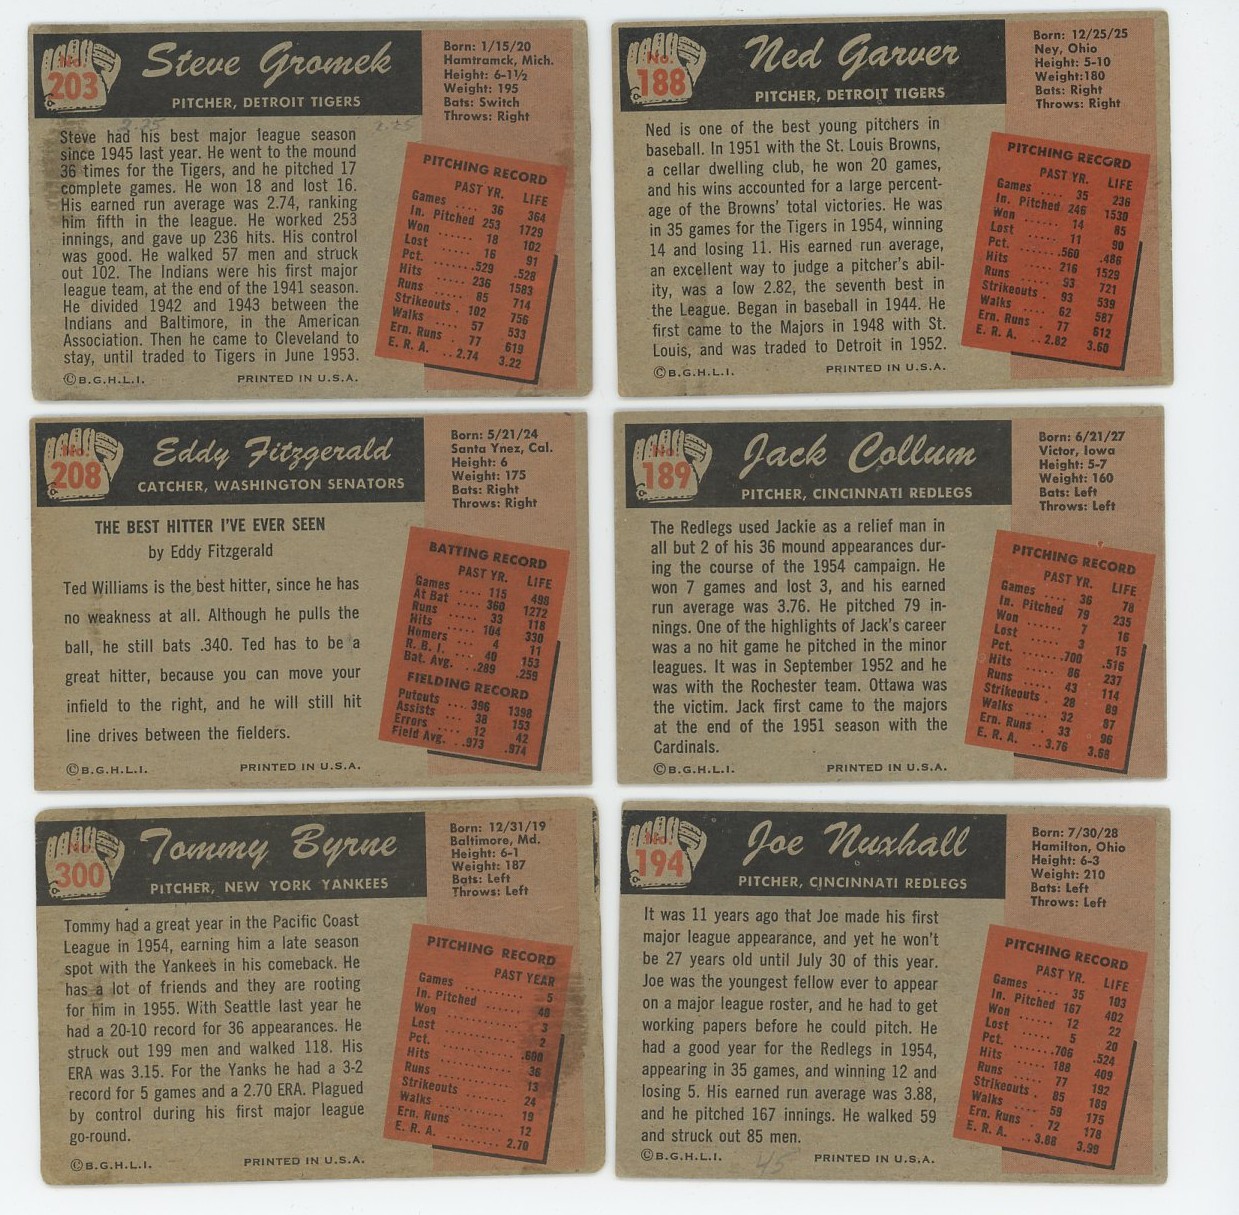 No. 203
Steve Gromek
PITCHER, DETROIT TIGERS
Born: 1/15/20
Hamtramck, Mich.
Height: 6-1½
Weight: 195
Bats: Switch
Throws: Right
2.25
2.25
Steve had his best major league season
since 1945 last year. He went to the mound
36 times for the Tigers, and he pitched 17
complete games. He won 18 and lost 16.
His earned run average was 2.74, ranking
him fifth in the league. He worked 253
innings, and gave up 236 hits. His control
was good. He walked 57 men and struck
out 102. The Indians were his first major
league team, at the end of the 1941 season.
He divided 1942 and 1943 between the
Indians and Baltimore, in the American
Association. Then he came to Cleveland to
stay, until traded to Tigers in June 1953.
PITCHING RECORD
PAST YR. LIFE
Games .... 36 364
In. Pitched 253 1729
Won ...... 18 102
Lost ...... 16 91
Pct. ...... .529 .528
Hits ..... 236 1583
Runs ..... 85 714
Strikeouts . 102 756
Walks .... 57 533
Ern. Runs . 77 619
E. R. A. .. 2.74 3.22
©B.G.H.L.I. PRINTED IN U.S.A.
No. 188
Ned Garver
PITCHER, DETROIT TIGERS
Born: 12/25/25
Ney, Ohio
Height: 5-10
Weight:180
Bats: Right
Throws: Right
Ned is one of the best young pitchers in
baseball. In 1951 with the St. Louis Browns,
a cellar dwelling club, he won 20 games,
and his wins accounted for a large percent-
age of the Browns' total victories. He was
in 35 games for the Tigers in 1954, winning
14 and losing 11. His earned run average,
an excellent way to judge a pitcher's abil-
ity, was a low 2.82, the seventh best in
the League. Began in baseball in 1944. He
first came to the Majors in 1948 with St.
Louis, and was traded to Detroit in 1952.
PITCHING RECORD
PAST YR. LIFE
Games .... 35 236
In. Pitched 246 1530
Won ...... 14 85
Lost ...... 11 90
Pct. ...... .560 .486
Hits ..... 216 1529
Runs ..... 93 721
Strikeouts . 93 539
Walks .... 62 587
Ern. Runs . 77 612
E. R. A. .. 2.82 3.60
©B.G.H.L.I. PRINTED IN U.S.A.
No. 208
Eddy Fitzgerald
CATCHER, WASHINGTON SENATORS
Born: 5/21/24
Santa Ynez, Cal.
Height: 6
Weight: 175
Bats: Right
Throws: Right
THE BEST HITTER I'VE EVER SEEN
by Eddy Fitzgerald
Ted Williams is the best hitter, since he has
no weakness at all. Although he pulls the
ball, he still bats .340. Ted has to be a
great hitter, because you can move your
infield to the right, and he will still hit
line drives between the fielders.
BATTING RECORD
PAST YR. LIFE
Games .... 115 498
At Bat .... 360 1272
Runs ..... 33 118
Hits ..... 104 330
Homers ... 4 11
R. B. I. ... 40 153
Bat. Avg. .. .289 .259
FIELDING RECORD
Putouts ... 396 1398
Assists .... 38 153
Errors .... 12 42
Field Avg. .. .973 .974
©B.G.H.L.I. PRINTED IN U.S.A.
No. 189
Jack Collum
PITCHER, CINCINNATI REDLEGS
Born: 6/21/27
Victor, Iowa
Height: 5-7
Weight: 160
Bats: Left
Throws: Left
The Redlegs used Jackie as a relief man in
all but 2 of his 36 mound appearances dur-
ing the course of the 1954 campaign. He
won 7 games and lost 3, and his earned
run average was 3.76. He pitched 79 in-
nings. One of the highlights of Jack's career
was a no hit game he pitched in the minor
leagues. It was in September 1952 and he
was with the Rochester team. Ottawa was
the victim. Jack first came to the majors
at the end of the 1951 season with the
Cardinals.
PITCHING RECORD
PAST YR. LIFE
Games .... 36 78
In. Pitched 79 235
Won ...... 7 16
Lost ...... 3 15
Pct. ...... .700 .516
Hits ..... 86 237
Runs ..... 43 114
Strikeouts . 28 89
Walks .... 32 87
Ern. Runs . 33 96
E. R. A. .. 3.76 3.68
©B.G.H.L.I. PRINTED IN U.S.A.
No. 300
Tommy Byrne
PITCHER, NEW YORK YANKEES
Born: 12/31/19
Baltimore, Md.
Height: 6-1
Weight: 187
Bats: Left
Throws: Left
Tommy had a great year in the Pacific Coast
League in 1954, earning him a late season
spot with the Yankees in his comeback. He
has a lot of friends and they are rooting
for him in 1955. With Seattle last year he
had a 20-10 record for 36 appearances. He
struck out 199 men and walked 118. His
ERA was 3.15. For the Yanks he had a 3-2
record for 5 games and a 2.70 ERA. Plagued
by control during his first major league
go-round.
PITCHING RECORD
PAST YEAR
Games .......... 5
In. Pitched ........ 40
Won ............ 3
Lost ............ 2
Pct. ............ .600
Hits ............ 36
Runs ........... 13
Strikeouts ........ 24
Walks .......... 19
Ern. Runs ........ 12
E. R. A. ......... 2.70
©B.G.H.L.I. PRINTED IN U.S.A.
No. 194
Joe Nuxhall
PITCHER, CINCINNATI REDLEGS
Born: 7/30/28
Hamilton, Ohio
Height: 6-3
Weight: 210
Bats: Left
Throws: Left
It was 11 years ago that Joe made his first
major league appearance, and yet he won't
be 27 years old until July 30 of this year.
Joe was the youngest fellow ever to appear
on a major league roster, and he had to get
working papers before he could pitch. He
had a good year for the Redlegs in 1954,
appearing in 35 games, and winning 12 and
losing 5. His earned run average was 3.88,
and he pitched 167 innings. He walked 59
and struck out 85 men.
PITCHING RECORD
PAST YR. LIFE
Games .... 35 103
In. Pitched 167 402
Won ...... 12 22
Lost ...... 5 20
Pct. ...... .706 .524
Hits ..... 188 409
Runs ..... 77 192
Strikeouts . 85 189
Walks .... 59 175
Ern. Runs . 72 178
E. R. A. .. 3.88 3.99
©B.G.H.L.I. 45 PRINTED IN U.S.A.